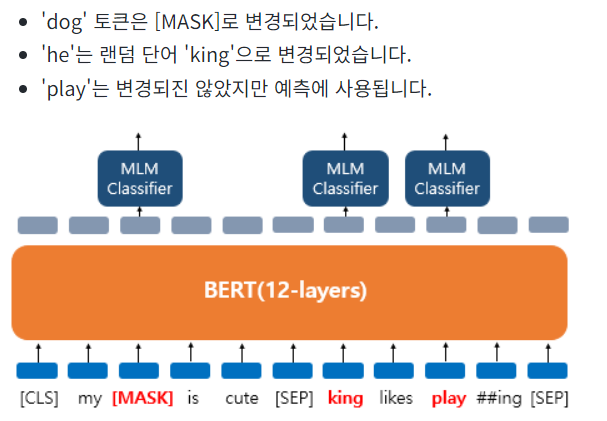 'dog' 토큰은 [MASK]로 변경되었습니다.
'he'는 랜덤 단어 'king'으로 변경되었습니다.
'play'는 변경되진 않았지만 예측에 사용됩니다.
MLM Classifier
MLM Classifier
MLM Classifier
BERT(12-layers)
[CLS] my [MASK] is cute [SEP] king likes play ##ing [SEP]